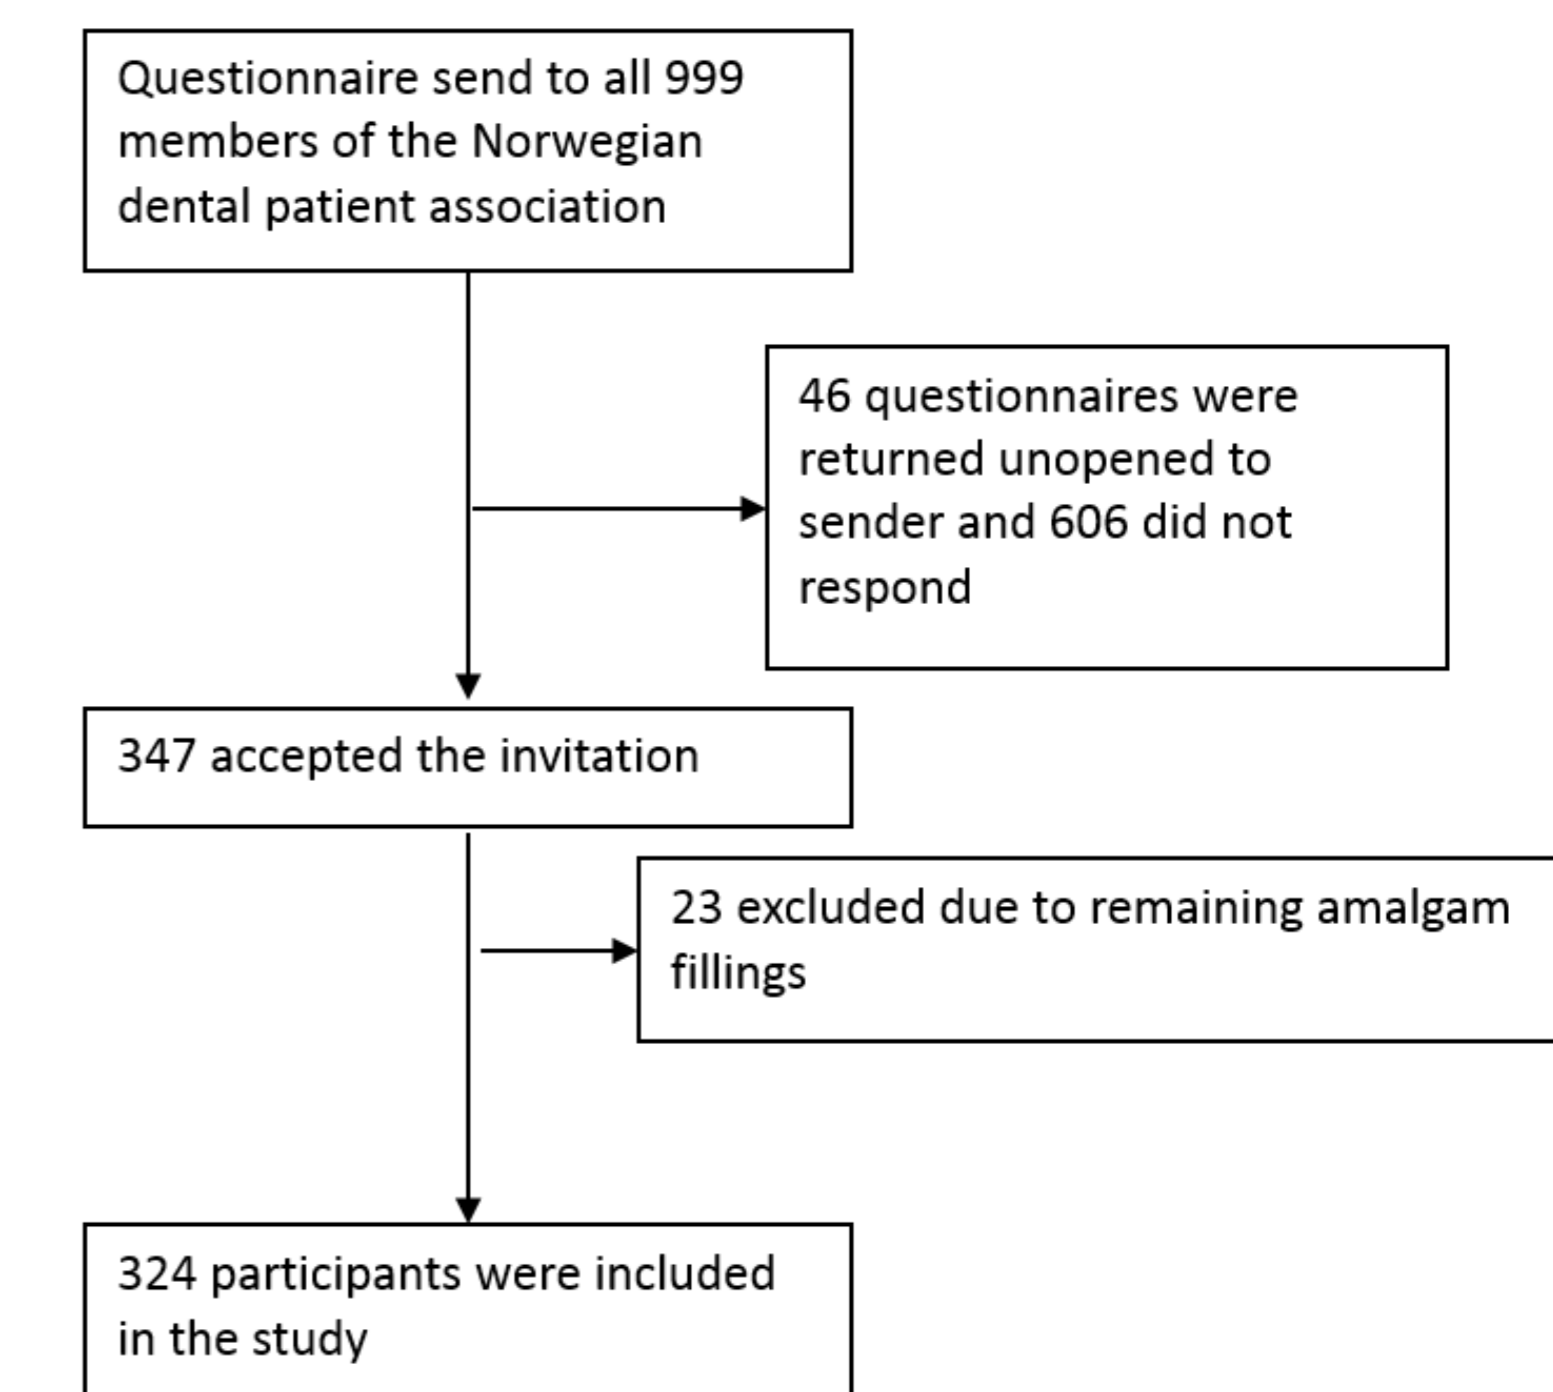 Questionnaire send to all 999
members of the Norwegian
dental patient association
46 questionnaires were
returned unopened to
sender and 606 did not
respond
347 accepted the invitation
23 excluded due to remaining amalgam
fillings
324 participants were included
in the study